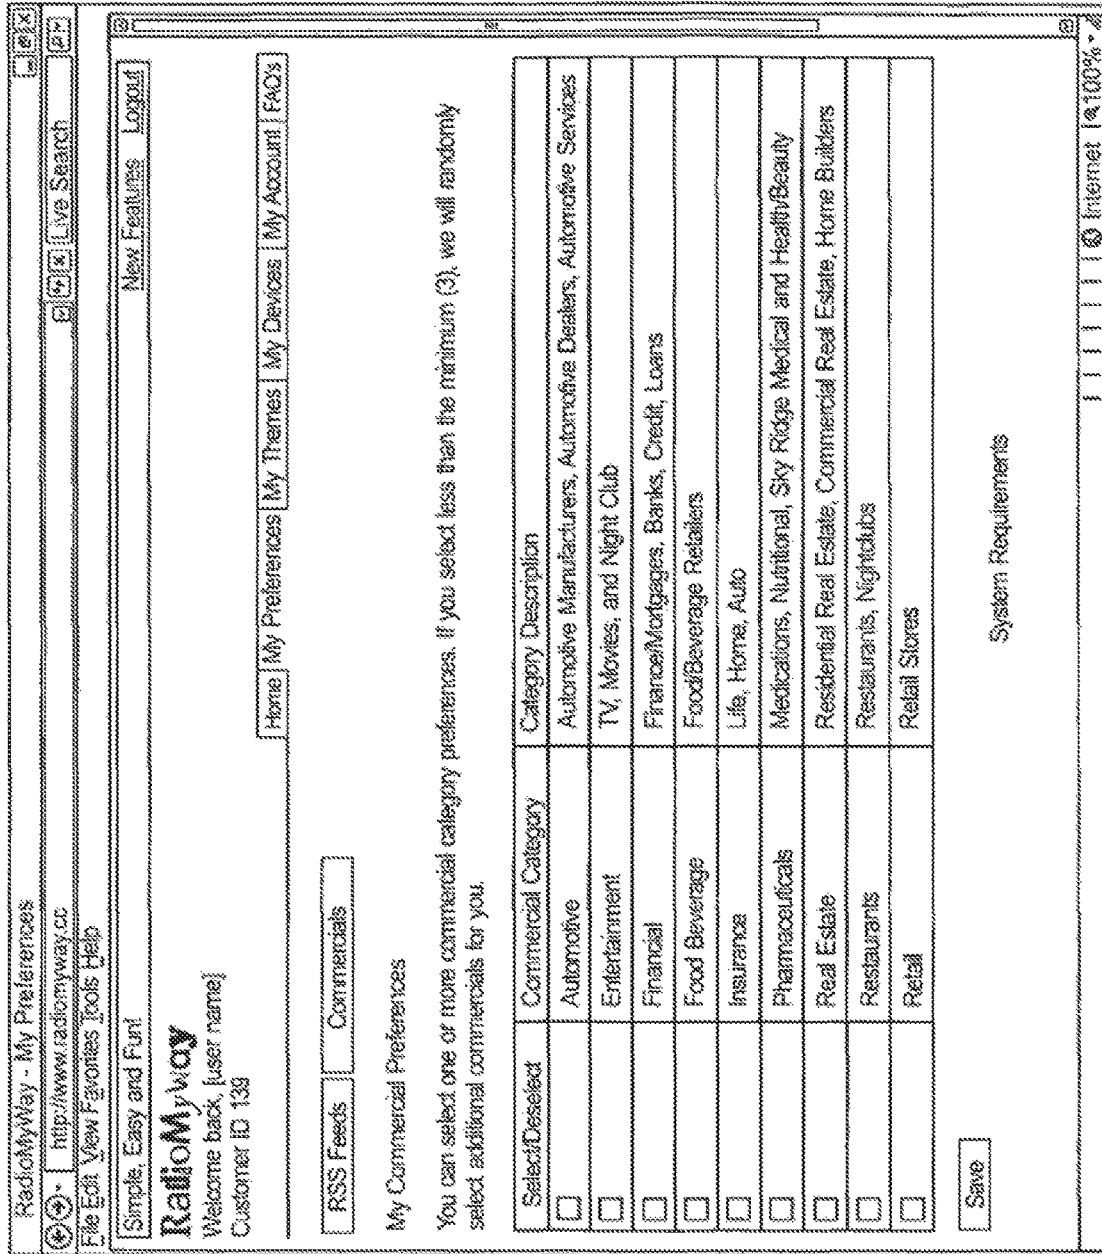 RadioMyWay - My Preferences
http://www.radiomyway.cc
Live Search
File Edit View Favorites Tools Help
Simple, Easy and Fun! New Features Logout
RadioMyWay
Welcome back, [user name]
Customer ID 139
Home My Preferences My Themes My Devices My Account FAQ's
RSS Feeds Commercials
My Commercial Preferences
You can select one or more commercial category preferences. If you select less than the minimum (3), we will randomly
select additional commercials for you.
Select/Deselect Commercial Category Category Description
Automotive Automotive Manufacturers, Automotive Dealers, Automotive Services
Entertainment TV, Movies, and Night Club
Financial Finance/Mortgages, Banks, Credit, Loans
Food Beverage Food/Beverage Retailers
Insurance Life, Home, Auto
Pharmaceuticals Medications, Nutritional, Sky Ridge Medical and Health/Beauty
Real Estate Residential Real Estate, Commercial Real Estate, Home Builders
Restaurants Restaurants, Nightclubs
Retail Retail Stores
Save
System Requirements
Internet 100%